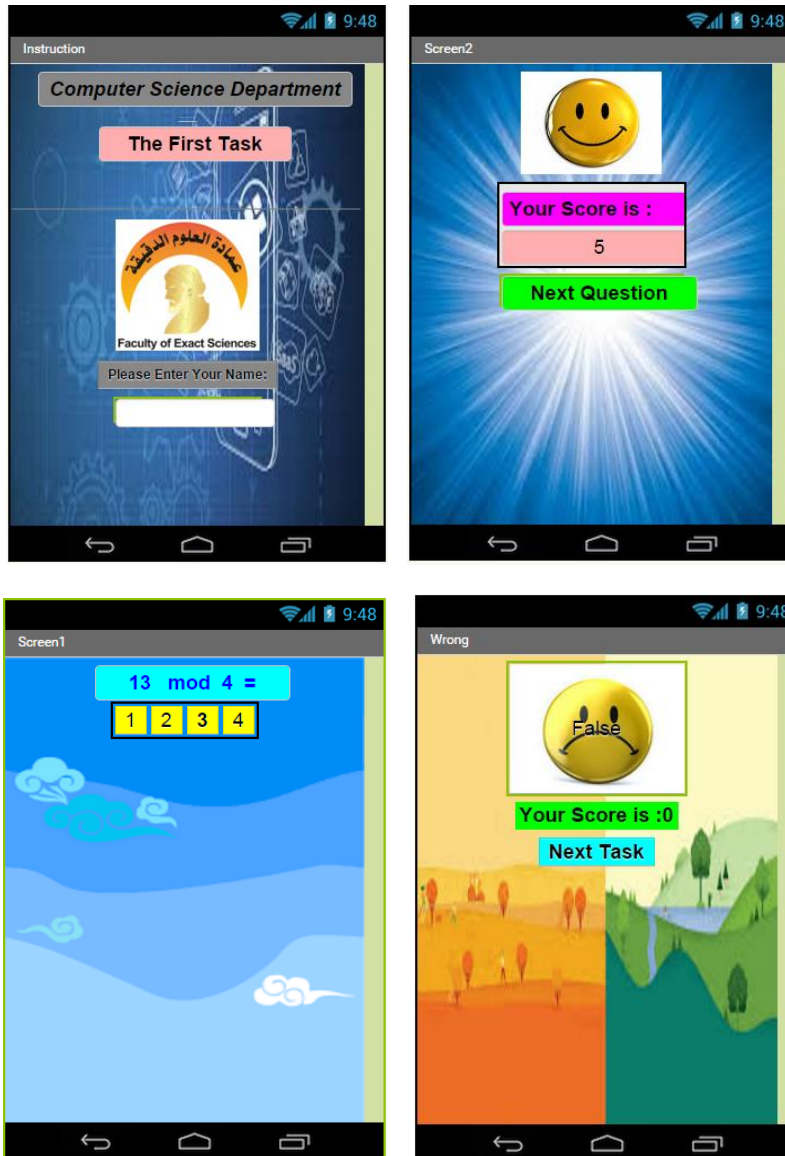 9:48
Instruction
Computer Science Department
The First Task
عمادة العلوم الدقيقة
Faculty of Exact Sciences
Please Enter Your Name:
9:48
Screen2
Your Score is :
5
Next Question
9:48
Screen1
13 mod 4 =
1 2 3 4
9:48
Wrong
False
Your Score is :0
Next Task